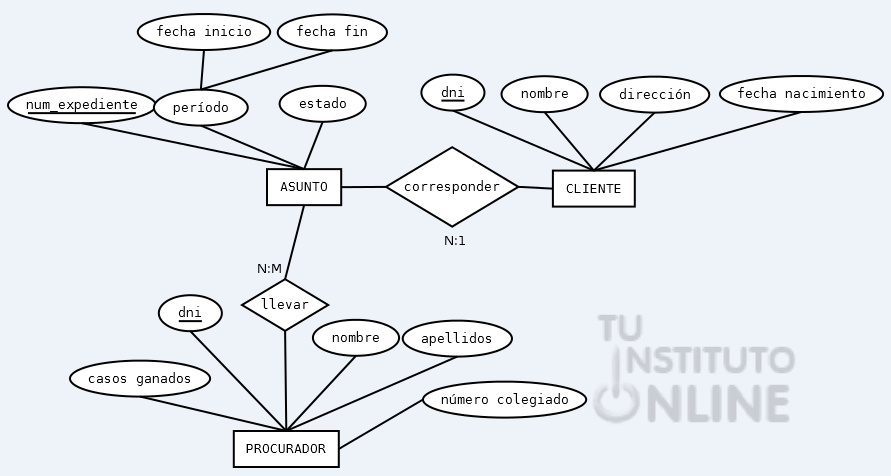 fecha inicio
fecha fin
num_expediente
período
estado
dni
nombre
dirección
fecha nacimiento
ASUNTO
corresponder
CLIENTE
N:1
N:M
llevar
dni
nombre
apellidos
casos ganados
número colegiado
PROCURADOR
TU
INSTITUTO
ONLINE